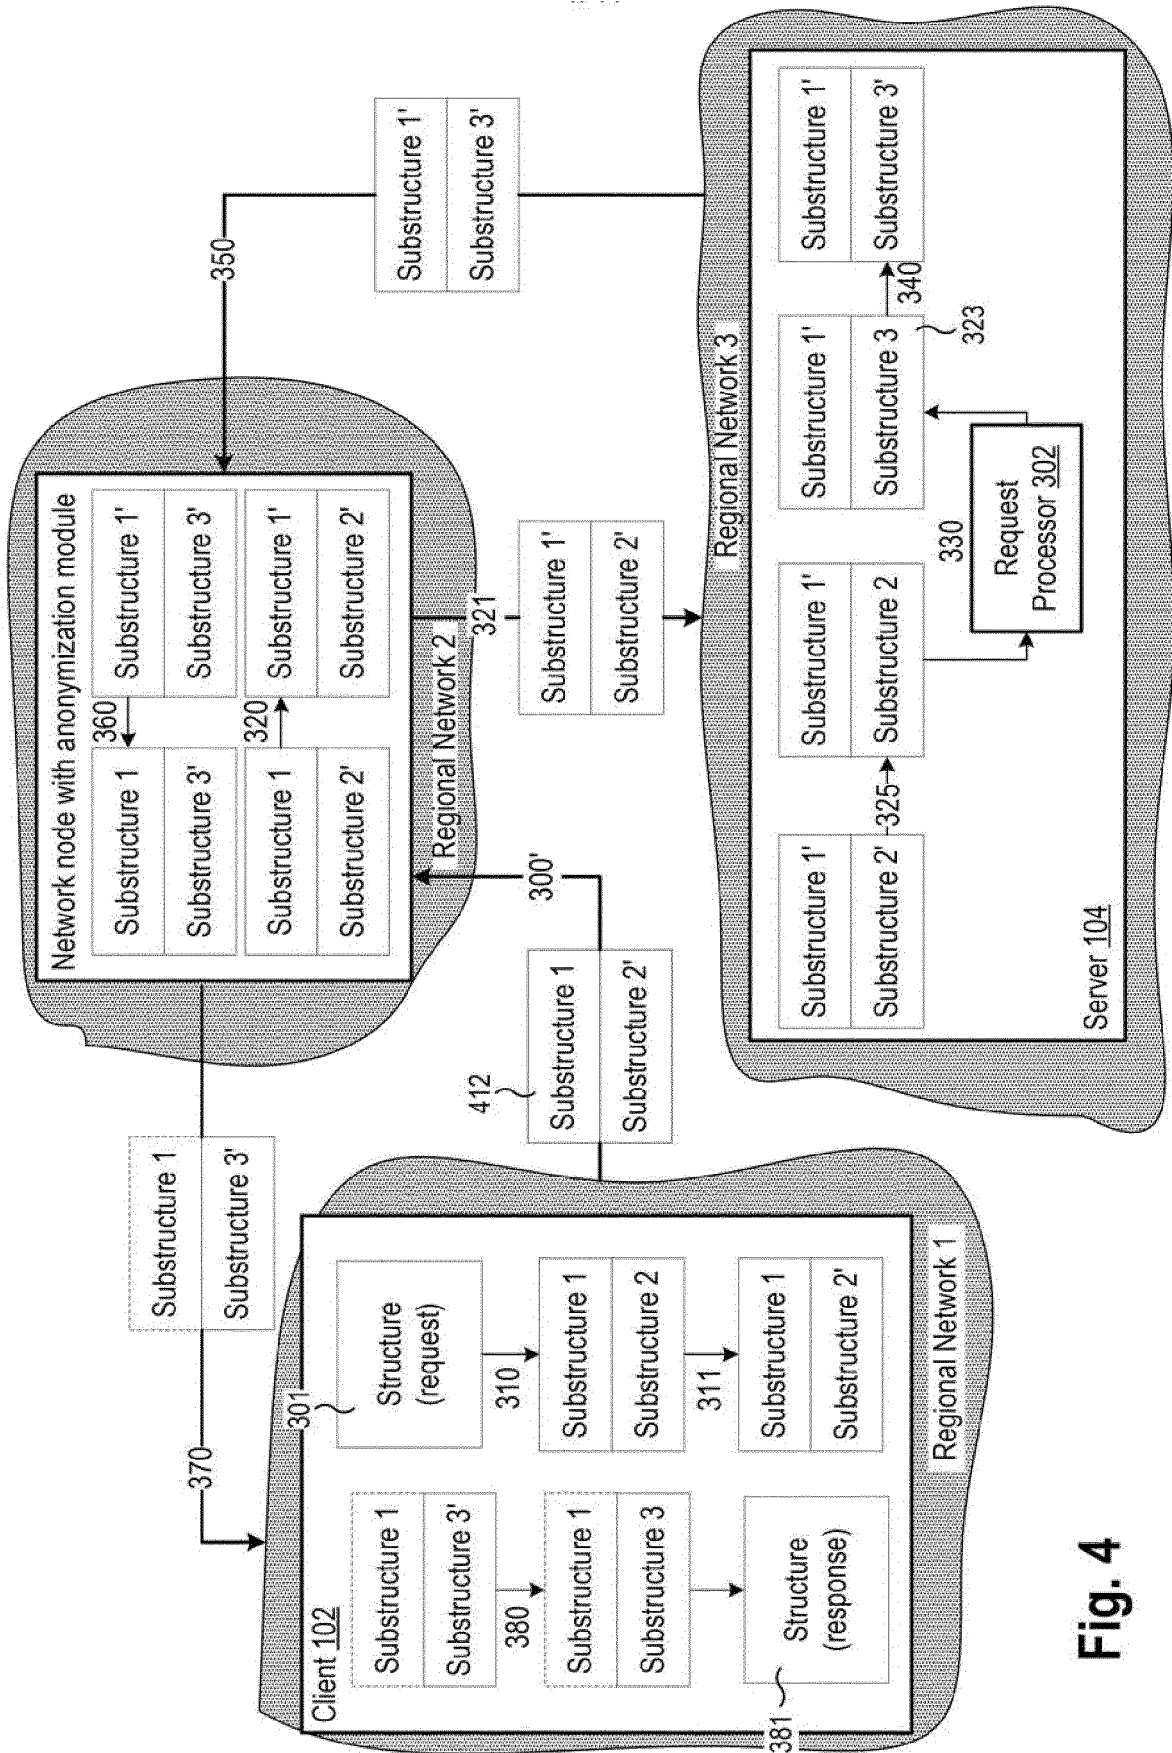 Client 102
Substructure 1
Substructure 3'
380
Substructure 1
Substructure 3
Structure
(response)
381
301
Structure
(request)
310
Substructure 1
Substructure 2
311
Substructure 1
Substructure 2'
Regional Network 1
370
Substructure 1
Substructure 3'
412
Substructure 1
Substructure 2'
300'
Network node with anonymization module
Substructure 1
Substructure 3'
360
Substructure 1'
Substructure 3'
Substructure 1
Substructure 2'
320
Substructure 1'
Substructure 2'
Regional Network 2
321
Substructure 1'
Substructure 2'
350
Substructure 1'
Substructure 3'
Regional Network 3
Substructure 1'
Substructure 2'
325
Substructure 1'
Substructure 2
330
Request
Processor 302
Substructure 1'
Substructure 3
323
340
Substructure 1'
Substructure 3'
Server 104
Fig. 4